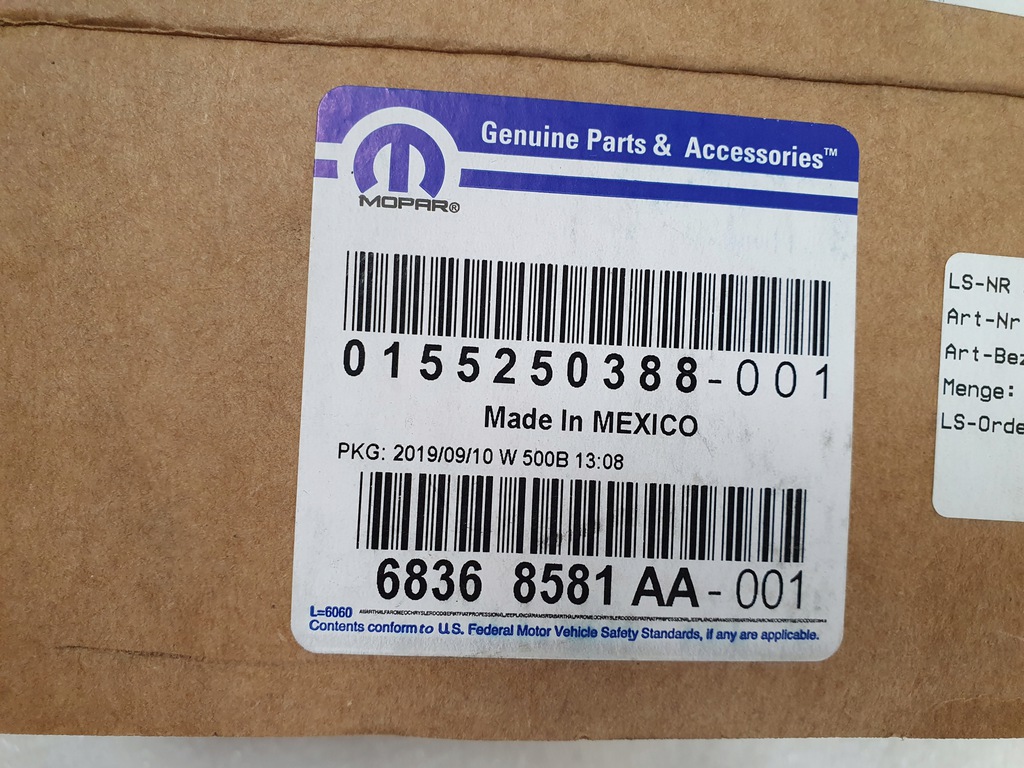 Genuine Parts & Accessories™
MOPAR®
0155250388-001
Made In MEXICO
PKG: 2019/09/10 W 500B 13:08
6836 8581 AA-001
L=6060
Contents conform to U.S. Federal Motor Vehicle Safety Standards, if any are applicable.
LS-NR
Art-Nr
Art-Bez
Menge:
LS-Orde